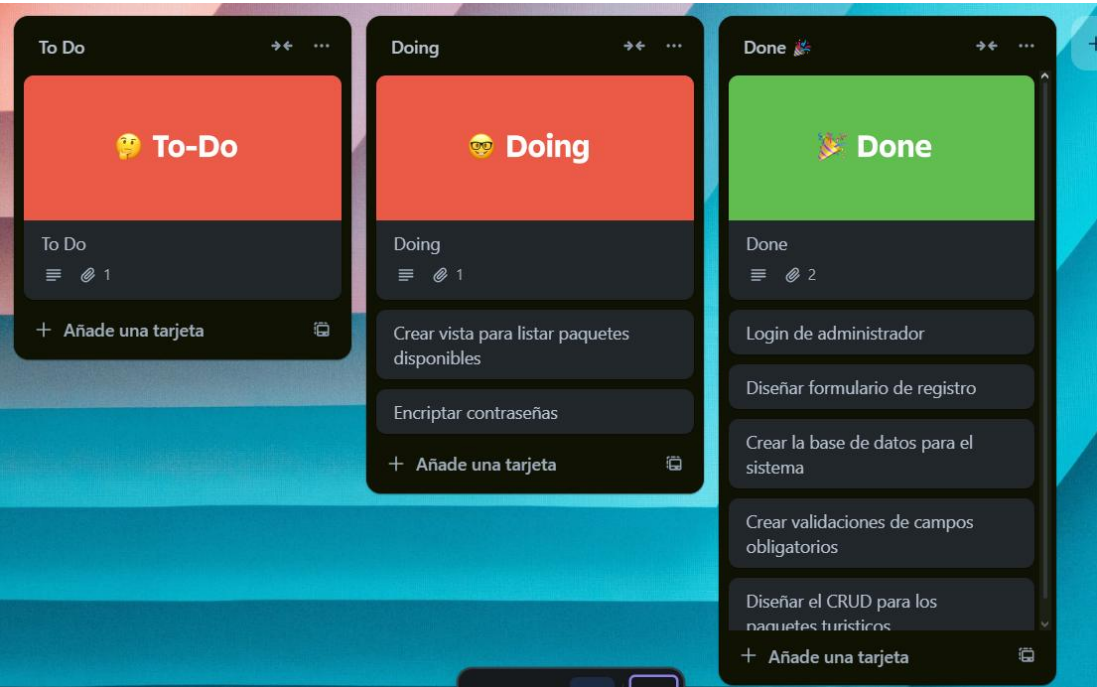 To Do
🤔 To-Do
To Do
1
Añade una tarjeta
Doing
🤓 Doing
Doing
1
Crear vista para listar paquetes
disponibles
Encriptar contraseñas
Añade una tarjeta
Done 🎉
🎉 Done
Done
2
Login de administrador
Diseñar formulario de registro
Crear la base de datos para el
sistema
Crear validaciones de campos
obligatorios
Diseñar el CRUD para los
paquetes turisticos
Añade una tarjeta